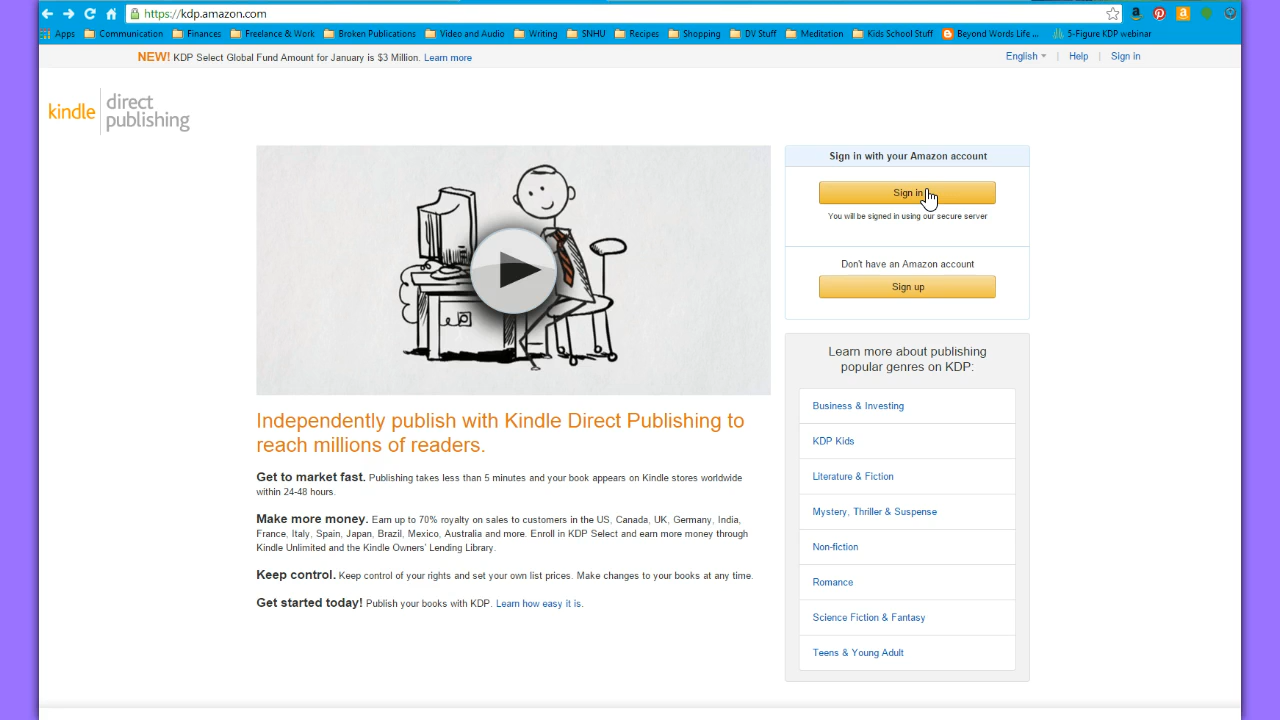 https://kdp.amazon.com
Apps Communication Finances Freelance & Work Broken Publications Video and Audio Writing SNHU Recipes Shopping DV Stuff Meditation Kids School Stuff Beyond Words Life ... 5-Figure KDP webinar
NEW! KDP Select Global Fund Amount for January is $3 Million. Learn more
English | Help | Sign in
kindle direct publishing
Sign in with your Amazon account
Sign in
You will be signed in using our secure server
Don't have an Amazon account
Sign up
Independently publish with Kindle Direct Publishing to
reach millions of readers.
Get to market fast. Publishing takes less than 5 minutes and your book appears on Kindle stores worldwide
within 24-48 hours.
Make more money. Earn up to 70% royalty on sales to customers in the US, Canada, UK, Germany, India,
France, Italy, Spain, Japan, Brazil, Mexico, Australia and more. Enroll in KDP Select and earn more money through
Kindle Unlimited and the Kindle Owners' Lending Library.
Keep control. Keep control of your rights and set your own list prices. Make changes to your books at any time.
Get started today! Publish your books with KDP. Learn how easy it is.
Learn more about publishing
popular genres on KDP:
Business & Investing
KDP Kids
Literature & Fiction
Mystery, Thriller & Suspense
Non-fiction
Romance
Science Fiction & Fantasy
Teens & Young Adult